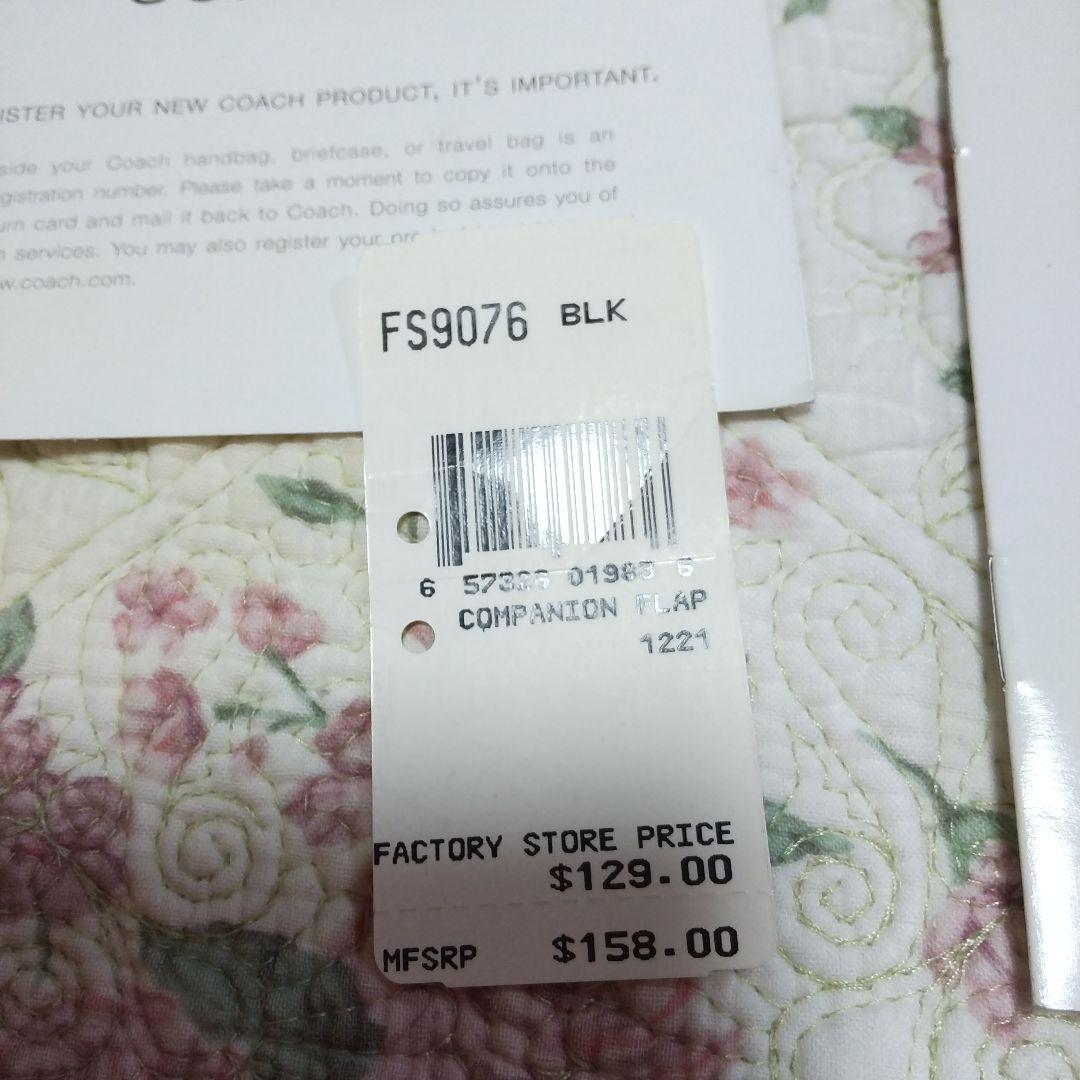 ISTER YOUR NEW COACH PRODUCT, IT'S IMPORTANT.
side your Coach handbag, briefcase, or travel bag is an
gistration number. Please take a moment to copy it onto the
urn card and mail it back to Coach. Doing so assures you of
services. You may also register your
w.coach.com.
FS9076 BLK
6
COMPANION FLAP
1221
FACTORY STORE PRICE
$129.00
MFSRP $158.00